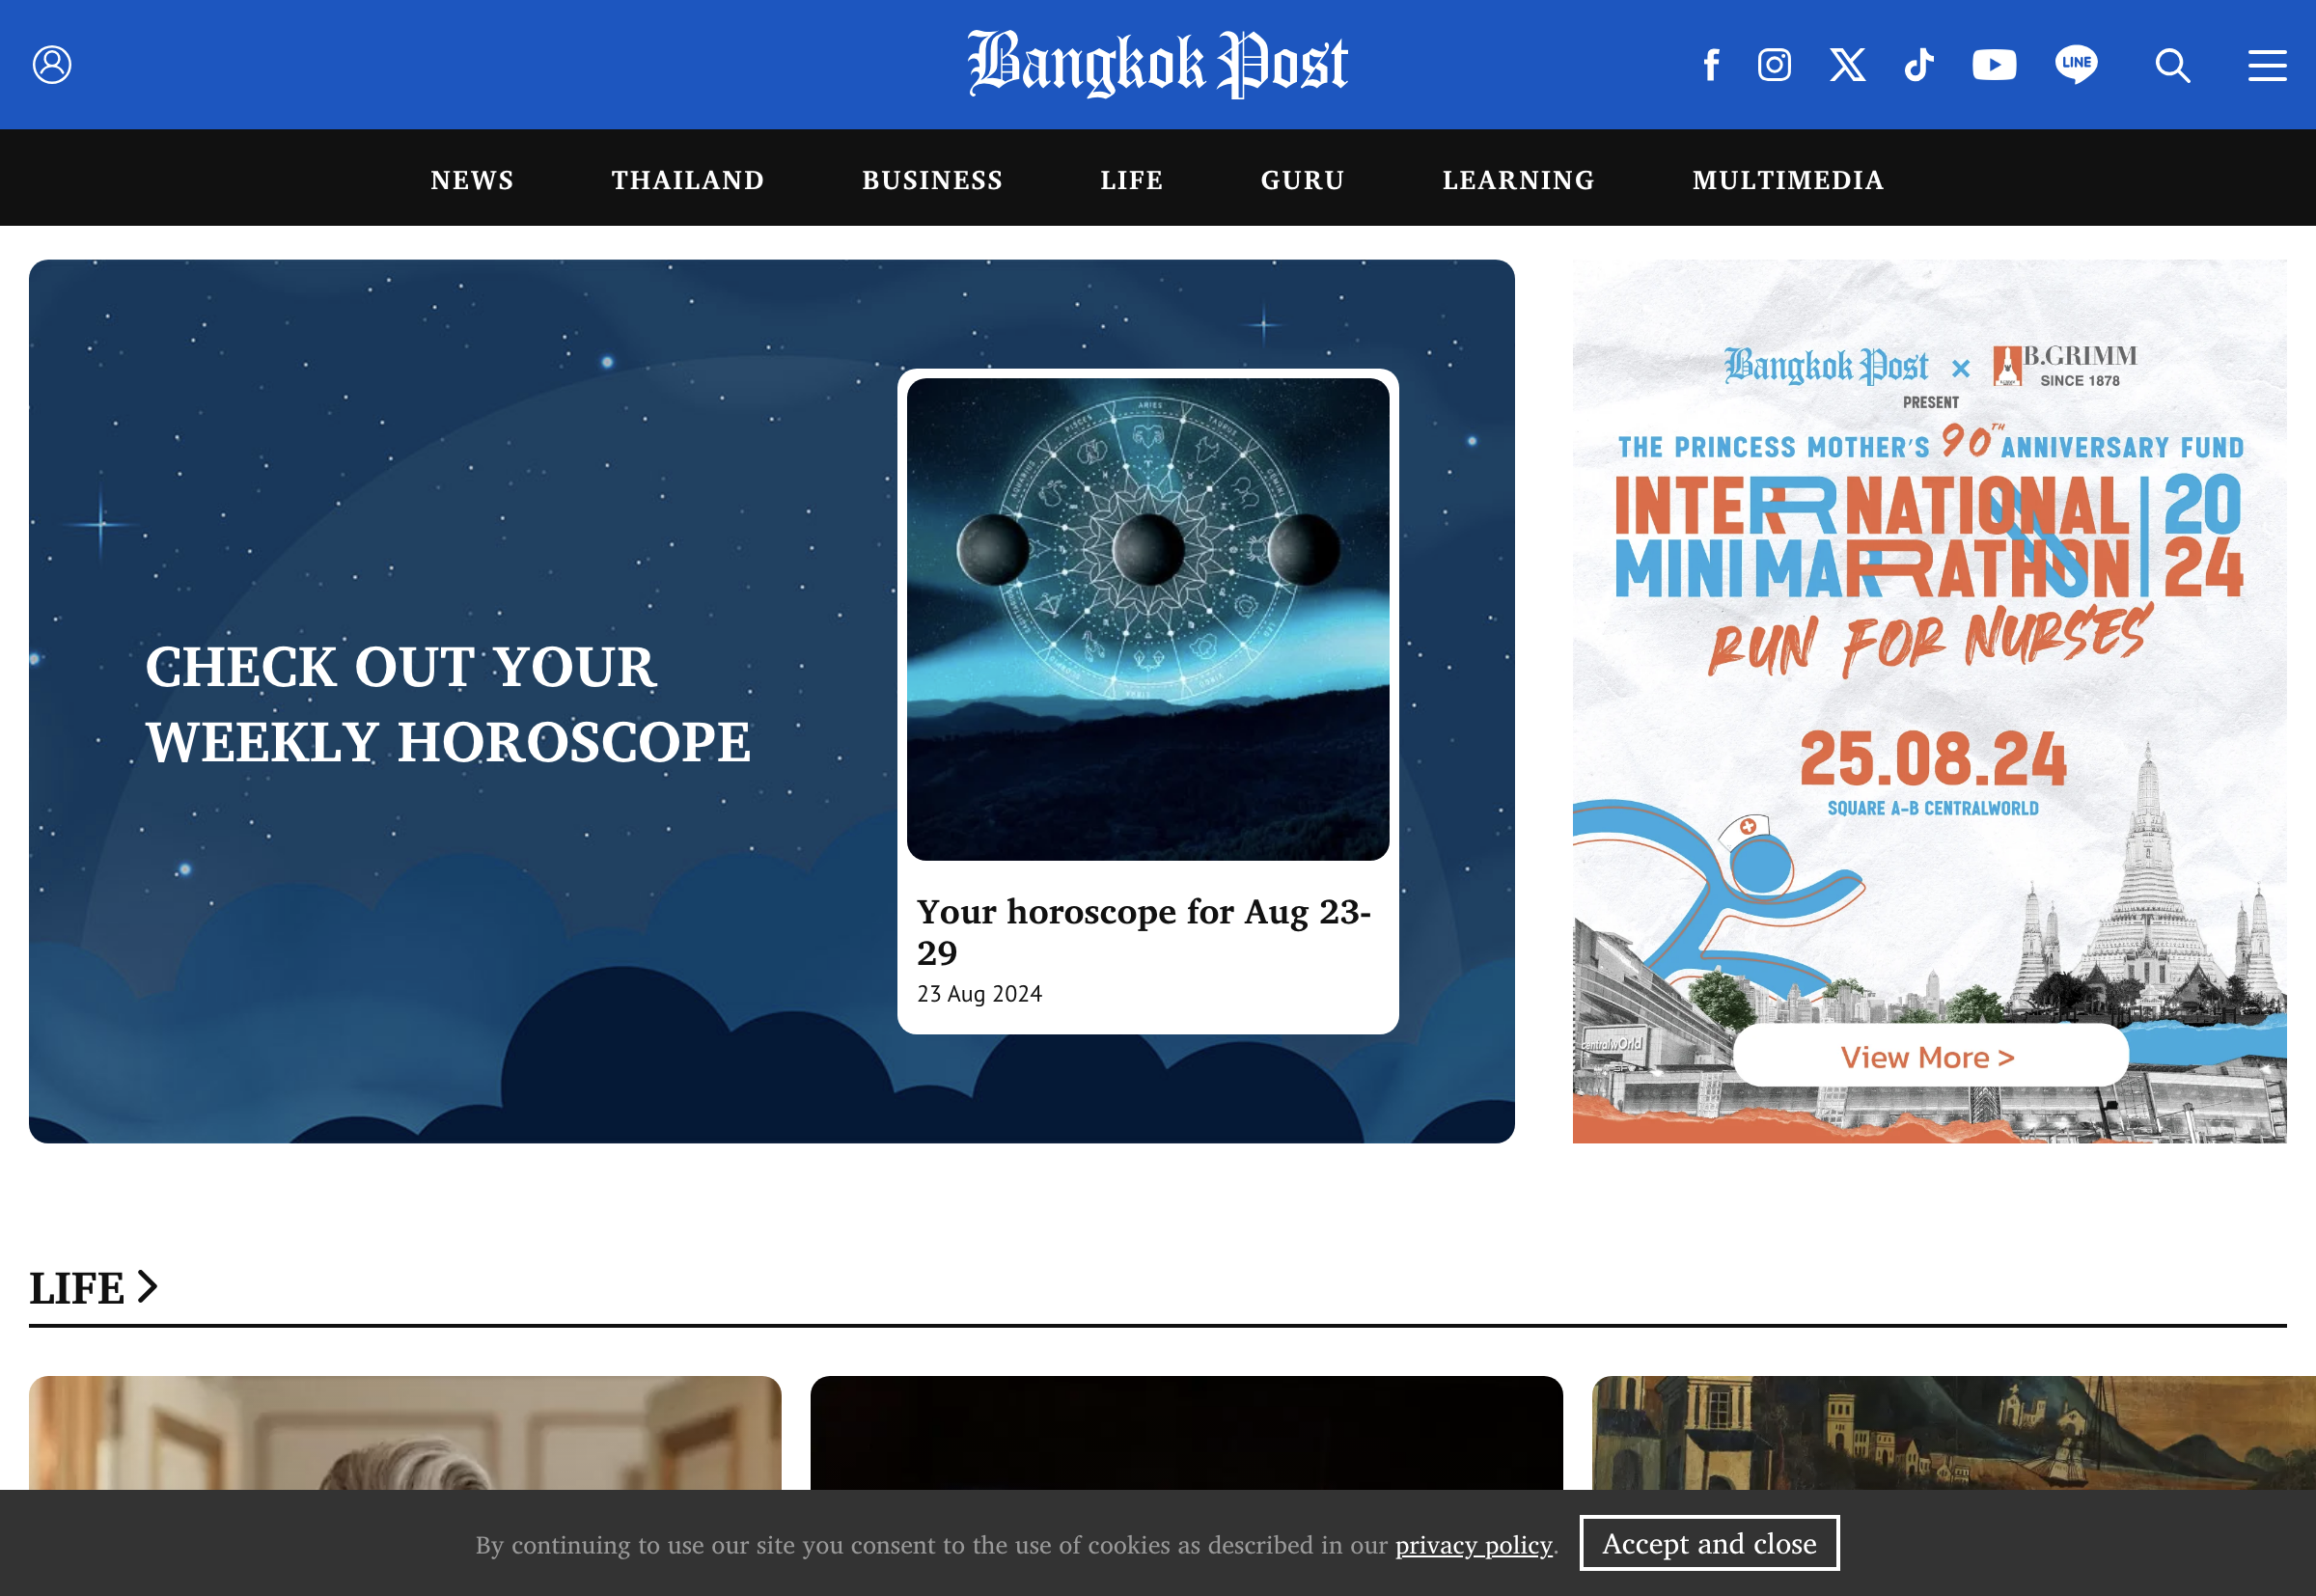 Bangkok Post
LINE
NEWS THAILAND BUSINESS LIFE GURU LEARNING MULTIMEDIA
CHECK OUT YOUR
WEEKLY HOROSCOPE
ARIES
TAURUS
GEMINI
LEO
PISCES
AQUARIUS
Your horoscope for Aug 23-
29
23 Aug 2024
Bangkok Post × B.GRIMM
SINCE 1878
PRESENT
THE PRINCESS MOTHER'S 90TH ANNIVERSARY FUND
INTERNATIONAL 20
MINIMARATHON 24
RUN FOR NURSES
25.08.24
SQUARE A-B CENTRALWORLD
centralwOrld
View More >
LIFE
By continuing to use our site you consent to the use of cookies as described in our privacy policy. Accept and close